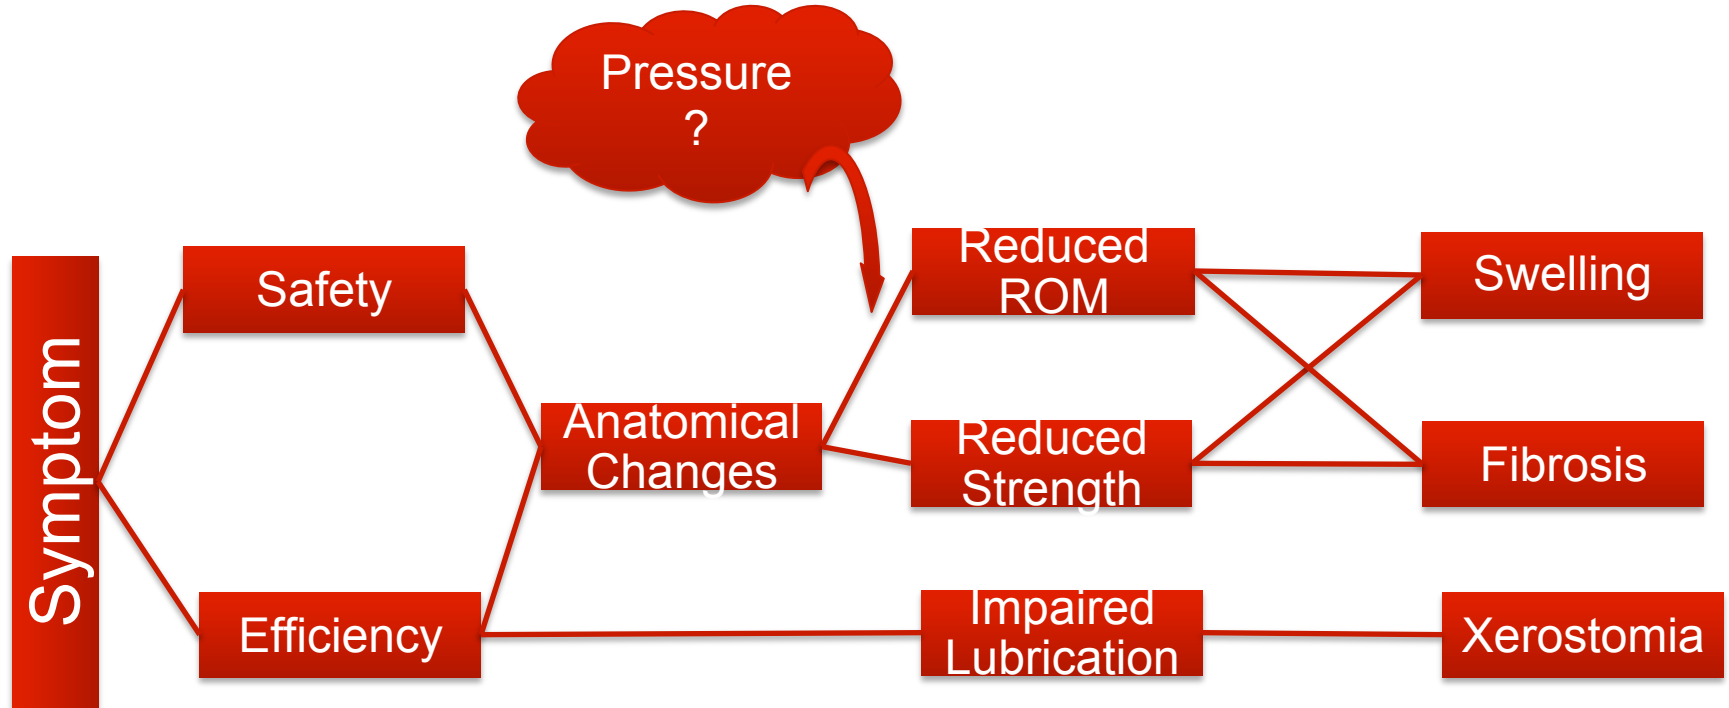 Pressure
?
Symptom
Safety
Efficiency
Anatomical
Changes
Reduced
ROM
Reduced
Strength
Impaired
Lubrication
Swelling
Fibrosis
Xerostomia